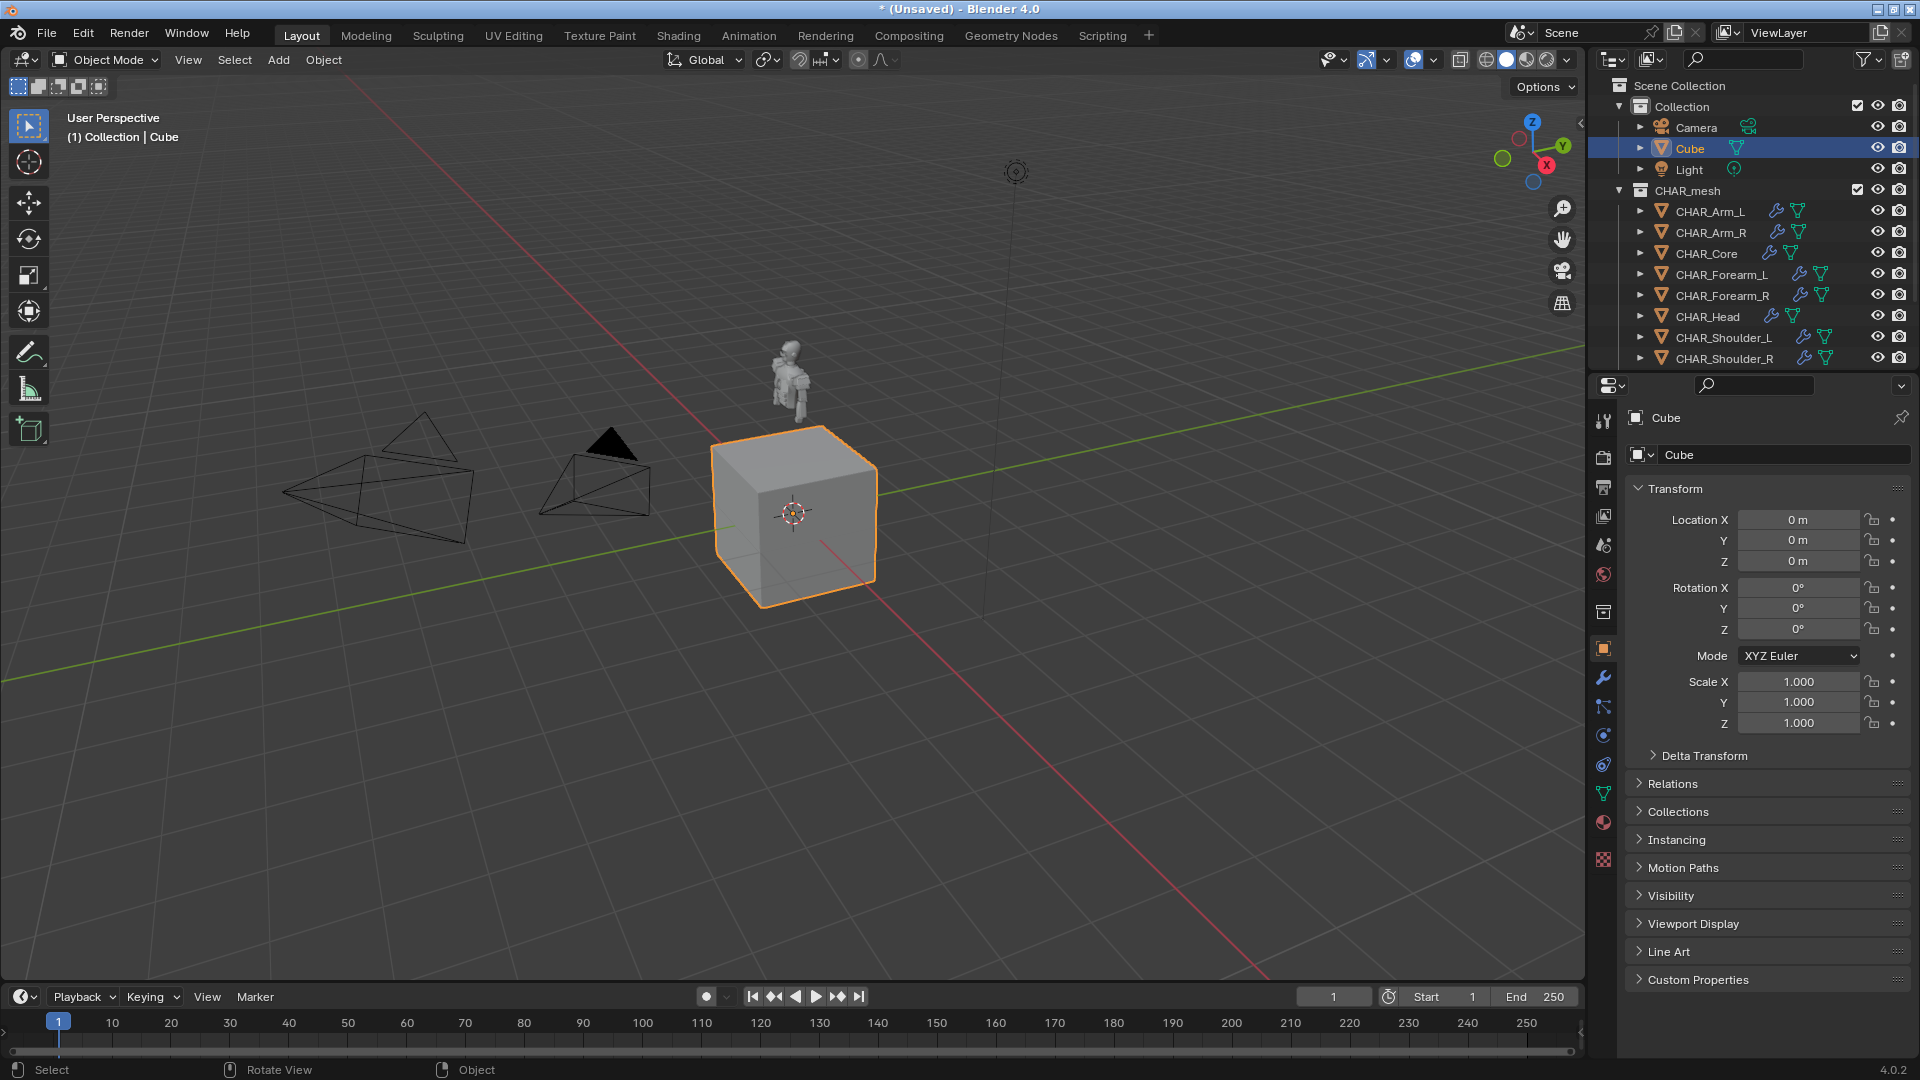 * (Unsaved) - Blender 4.0
File Edit Render Window Help Layout Modeling Sculpting UV Editing Texture Paint Shading Animation Rendering Compositing Geometry Nodes Scripting Scene ViewLayer
Object Mode View Select Add Object Global
Options
User Perspective
(1) Collection | Cube
Z
Y
X
Scene Collection
Collection
Camera
Cube
Light
CHAR_mesh
CHAR_Arm_L
CHAR_Arm_R
CHAR_Core
CHAR_Forearm_L
CHAR_Forearm_R
CHAR_Head
CHAR_Shoulder_L
CHAR_Shoulder_R
Cube
Cube
Transform
Location X 0 m
Y 0 m
Z 0 m
Rotation X 0°
Y 0°
Z 0°
Mode XYZ Euler
Scale X 1.000
Y 1.000
Z 1.000
Delta Transform
Relations
Collections
Instancing
Motion Paths
Visibility
Viewport Display
Line Art
Custom Properties
Playback Keying View Marker 1 Start 1 End 250
1 10 20 30 40 50 60 70 80 90 100 110 120 130 140 150 160 170 180 190 200 210 220 230 240 250
Select Rotate View Object 4.0.2